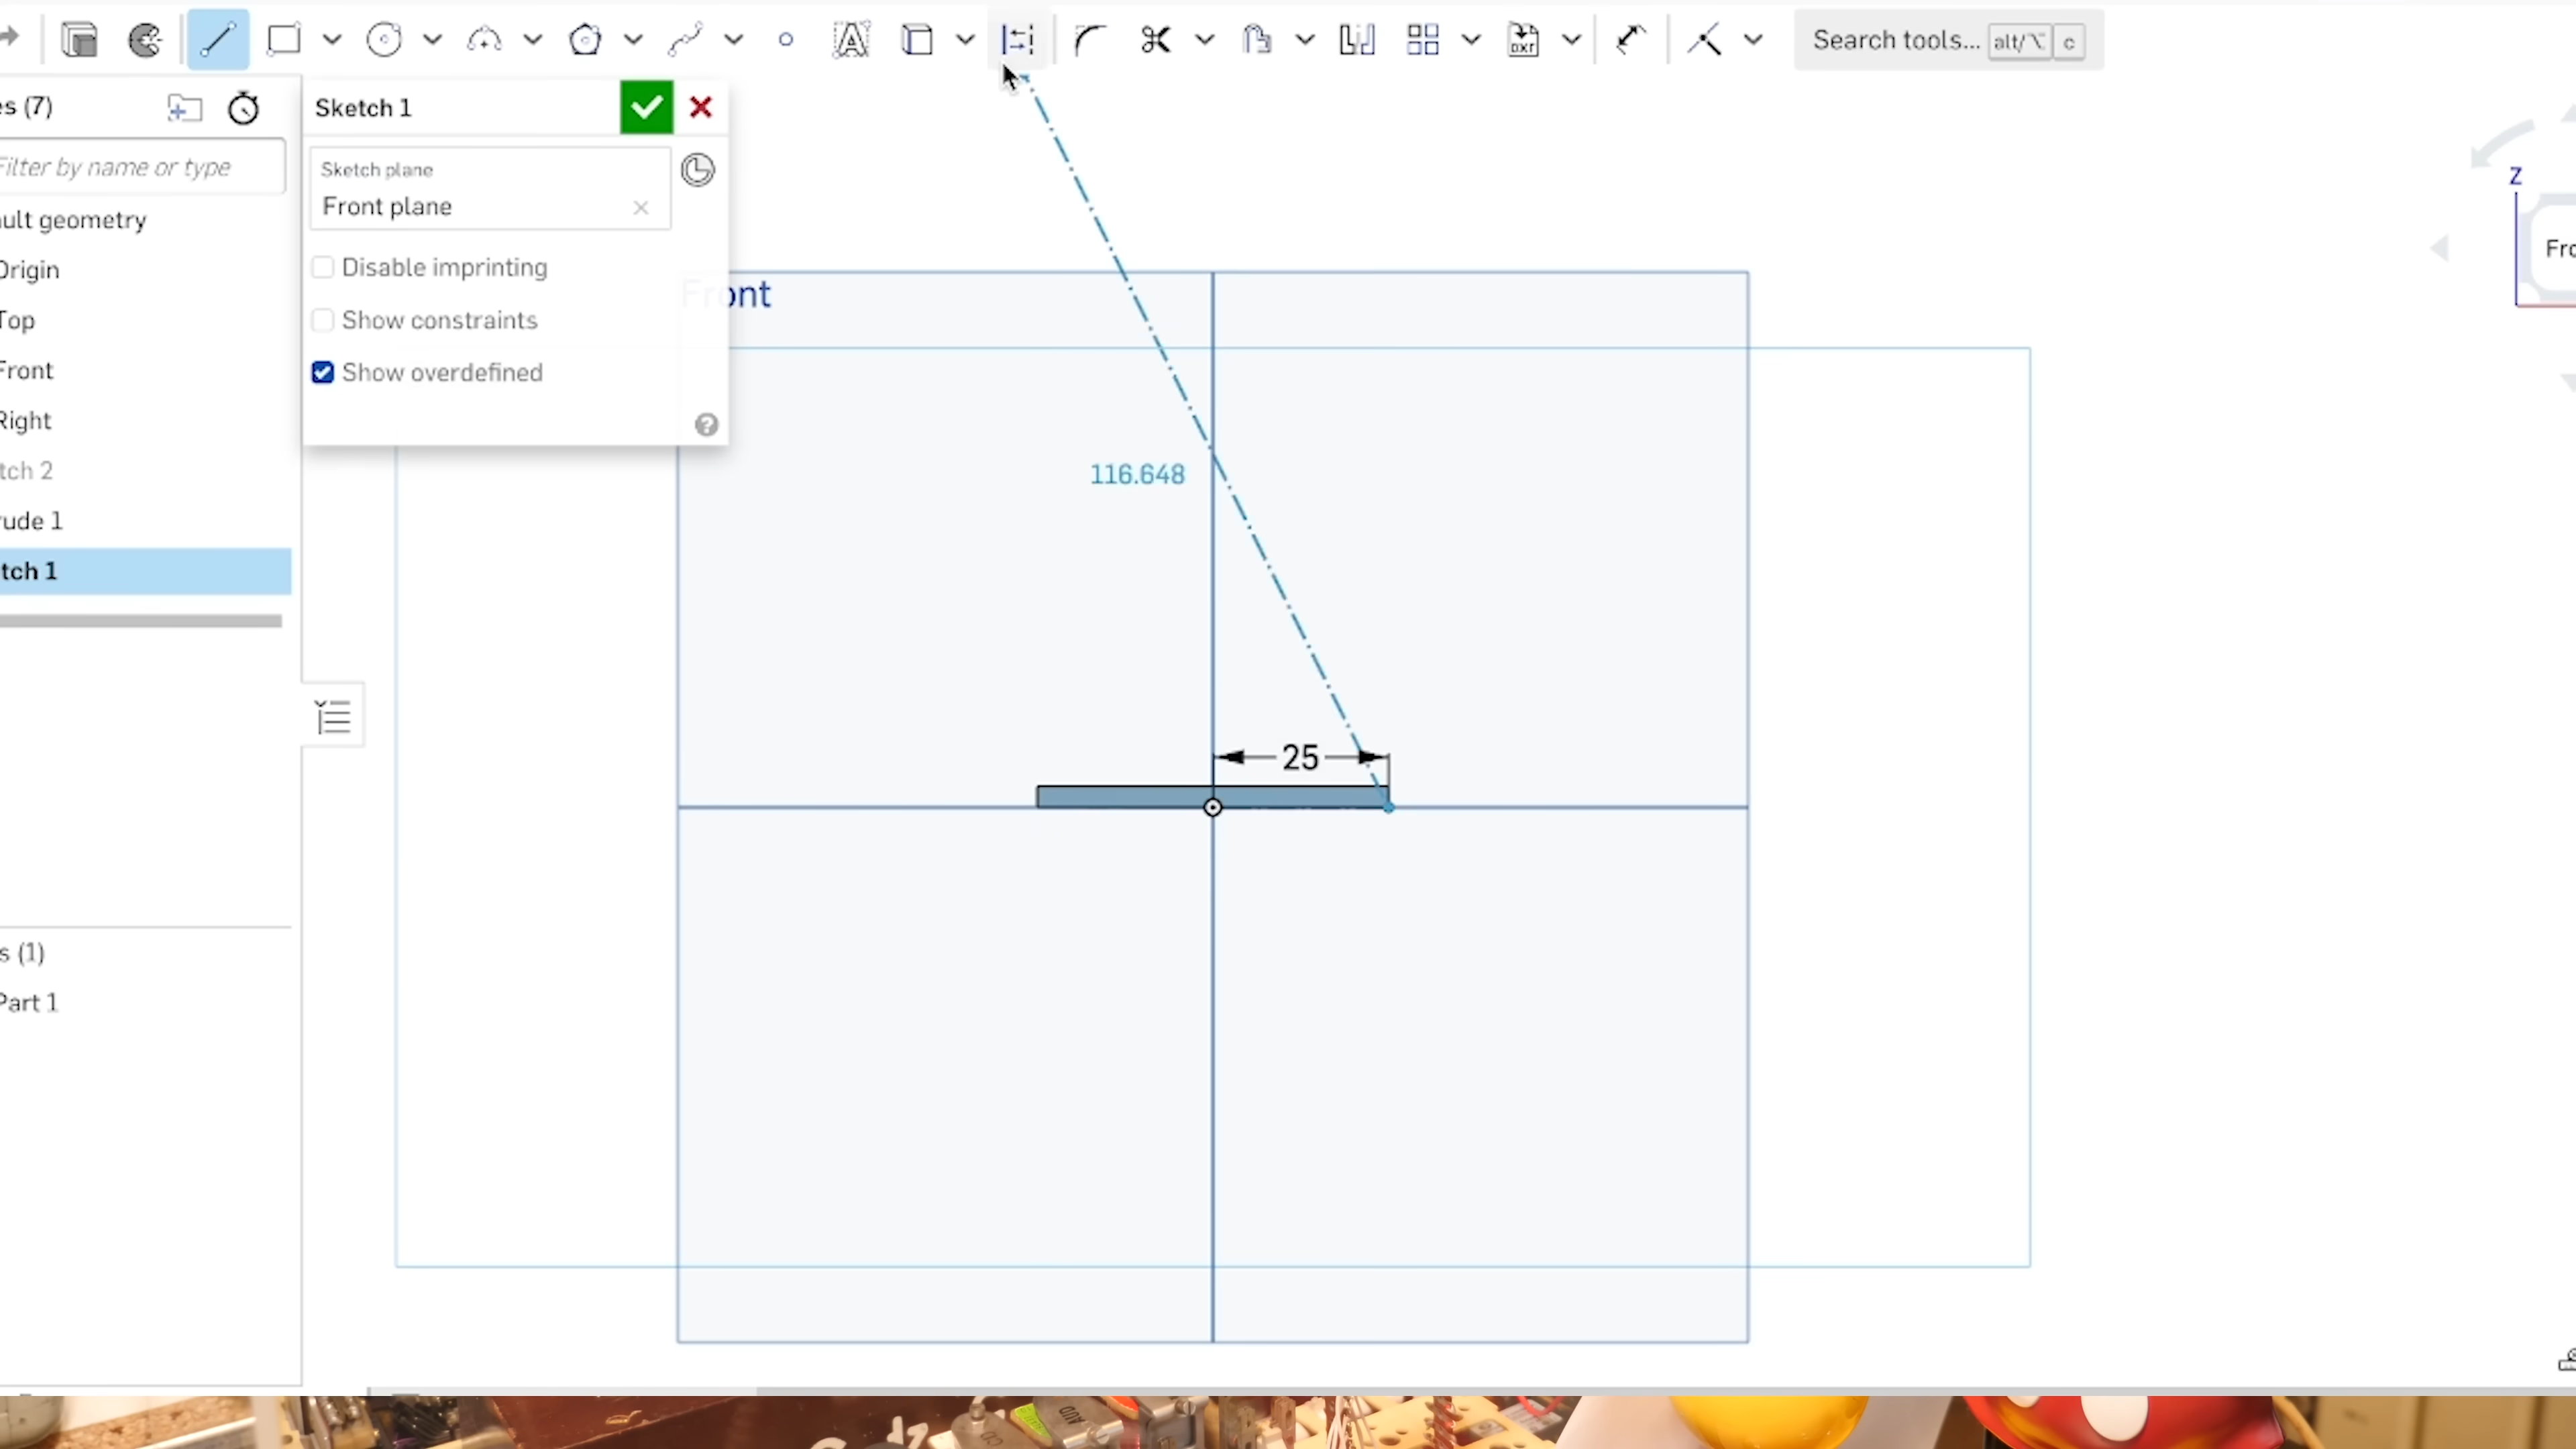 Search tools... alt/⌥ c
es (7)
Filter by name or type
ult geometry
Origin
Top
Front
Right
tch 2
rude 1
tch 1
s (1)
Part 1
Sketch 1
Sketch plane
Front plane
Disable imprinting
Show constraints
Show overdefined
Front
116.648
25
Z
Fro
DXF
A